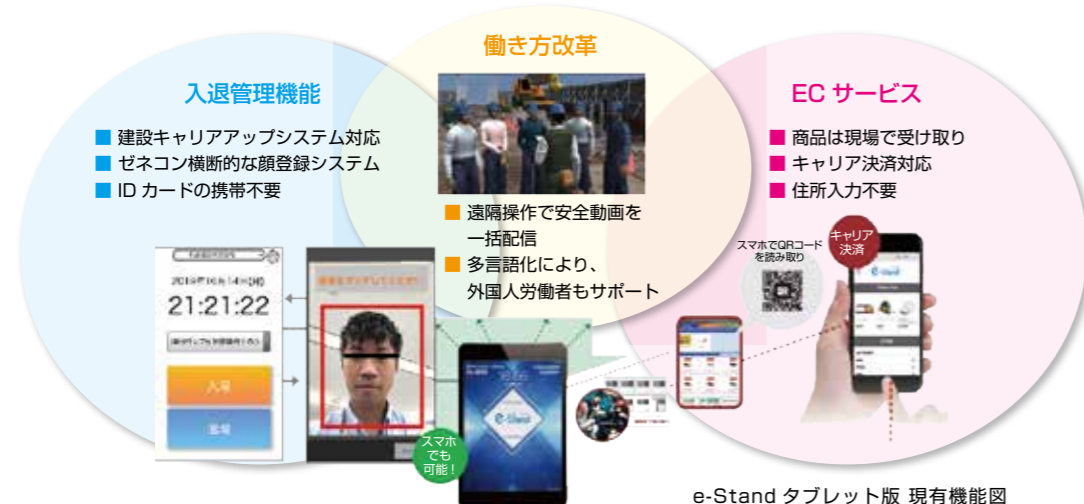 働き方改革
入退管理機能
■ 建設キャリアアップシステム対応
■ ゼネコン横断的な顔登録システム
■ ID カードの携帯不要
■ 遠隔操作で安全動画を
一括配信
■ 多言語化により、
外国人労働者もサポート
EC サービス
■ 商品は現場で受け取り
■ キャリア決済対応
■ 住所入力不要
スマホでQRコード
を読み取り
キャリア
決済
21:21:22
入場
退場
スマホ
でも
可能!
e-Stand
e-Stand
e-Stand タブレット版 現有機能図